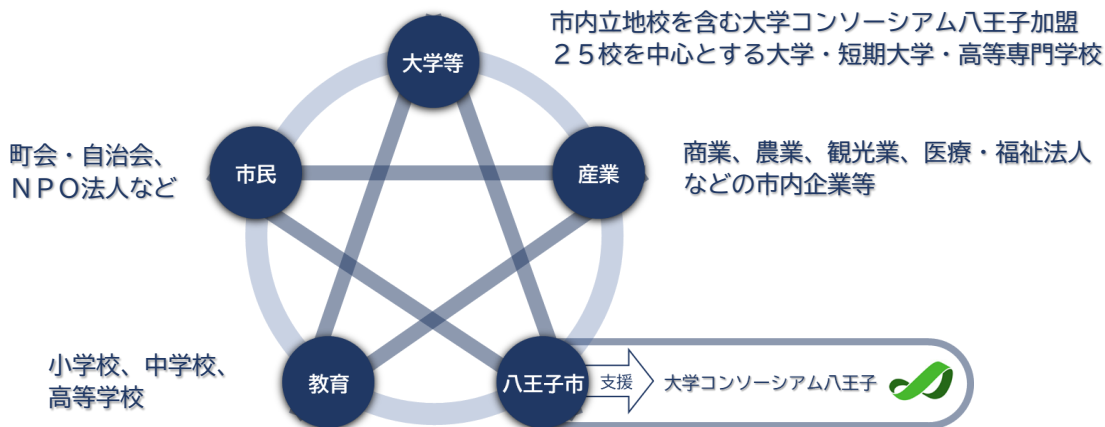 市内立地校を含む大学コンソーシアム八王子加盟
２５校を中心とする大学・短期大学・高等専門学校
大学等
町会・自治会、
ＮＰＯ法人など
市民
産業
商業、農業、観光業、医療・福祉法人
などの市内企業等
小学校、中学校、
高等学校
教育
八王子市
支援
大学コンソーシアム八王子